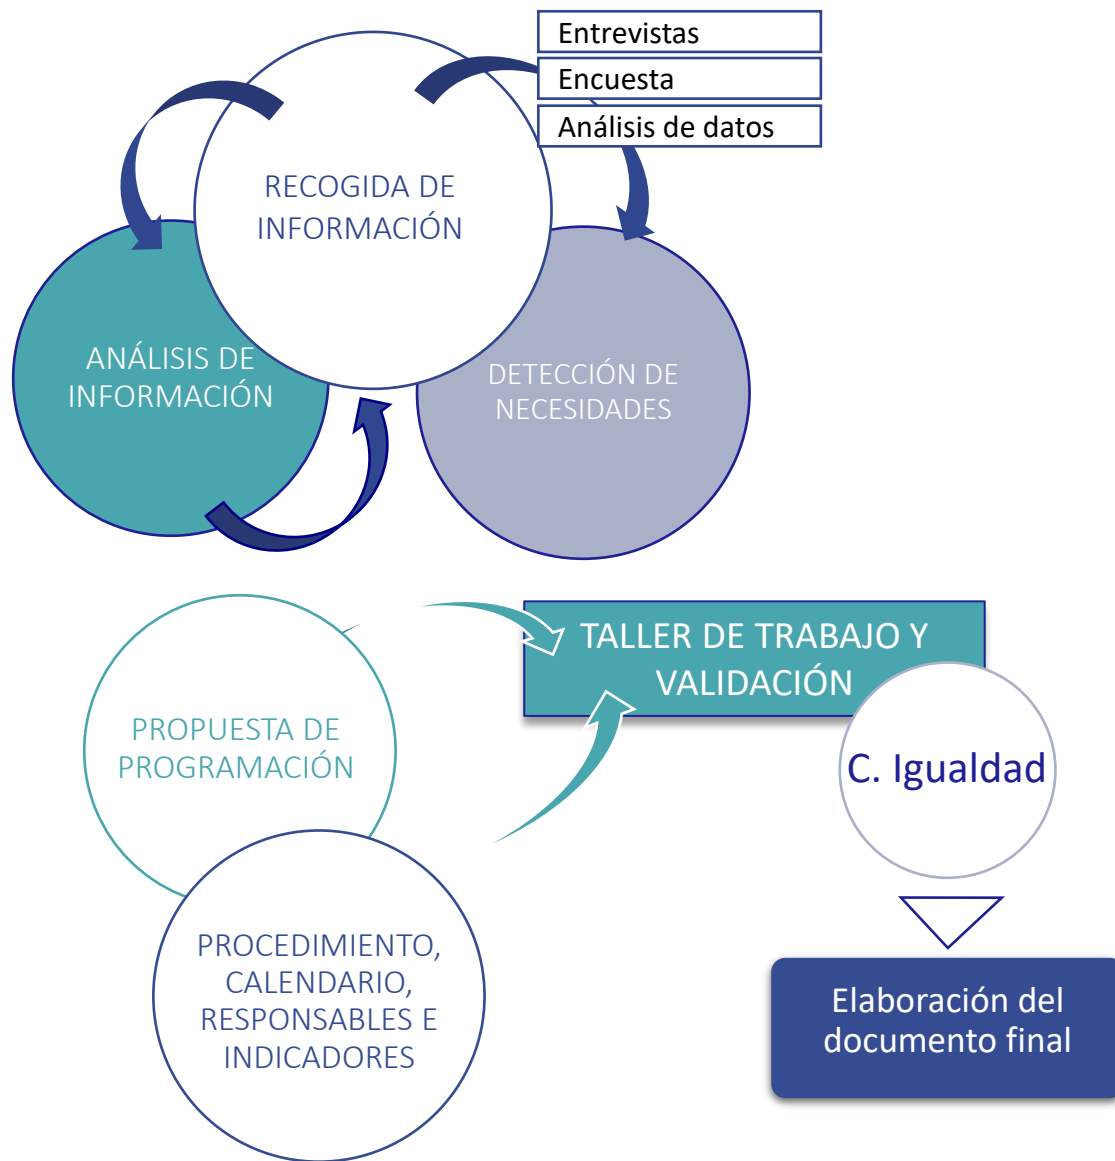 Entrevistas
Encuesta
Análisis de datos
RECOGIDA DE
INFORMACIÓN
ANÁLISIS DE
INFORMACIÓN
DETECCIÓN DE
NECESIDADES
TALLER DE TRABAJO Y
VALIDACIÓN
PROPUESTA DE
PROGRAMACIÓN
C. Igualdad
PROCEDIMIENTO,
CALENDARIO,
RESPONSABLES E
INDICADORES
Elaboración del
documento final